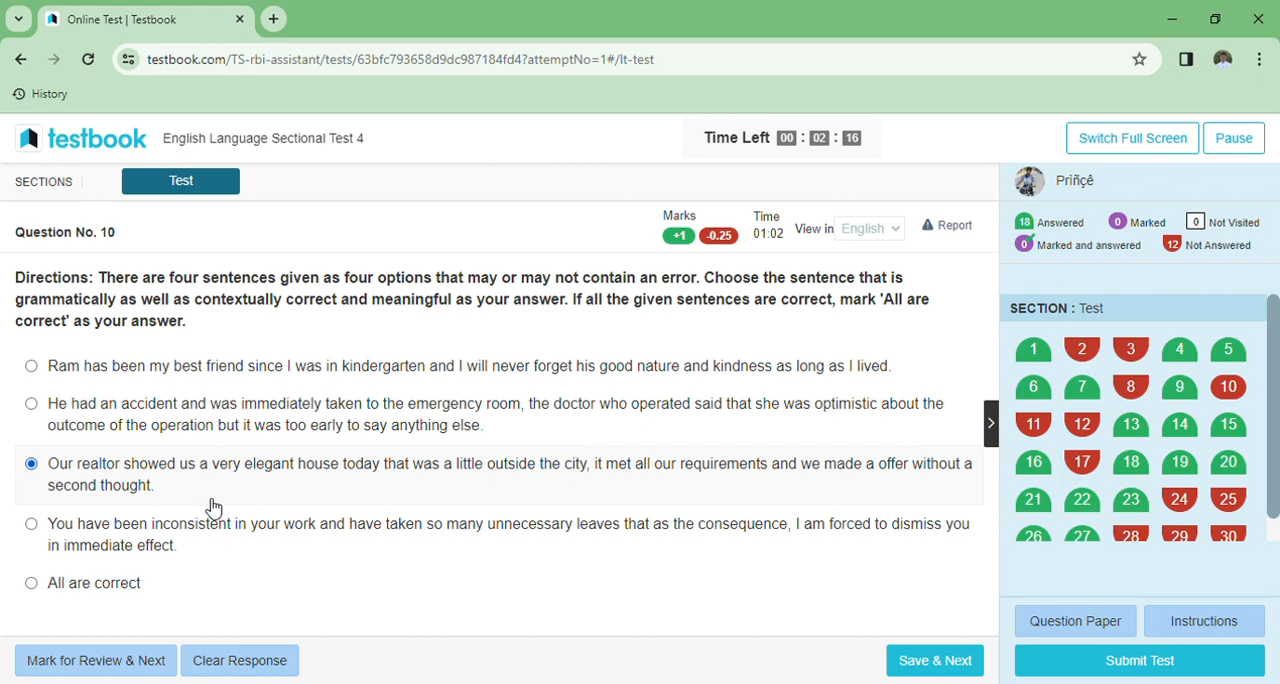 Online Test | Testbook
testbook.com/TS-rbi-assistant/tests/63bfc793658d9dc987184fd4?attemptNo=1#/lt-test
History
testbook English Language Sectional Test 4 Time Left 00 : 02 : 16 Switch Full Screen Pause
SECTIONS Test Priñçê
Question No. 10 Marks +1 -0.25 Time 01:02 View in English Report
18 Answered 0 Marked 0 Not Visited
0 Marked and answered 12 Not Answered
Directions: There are four sentences given as four options that may or may not contain an error. Choose the sentence that is
grammatically as well as contextually correct and meaningful as your answer. If all the given sentences are correct, mark 'All are
correct' as your answer.
Ram has been my best friend since I was in kindergarten and I will never forget his good nature and kindness as long as I lived.
He had an accident and was immediately taken to the emergency room, the doctor who operated said that she was optimistic about the
outcome of the operation but it was too early to say anything else.
Our realtor showed us a very elegant house today that was a little outside the city, it met all our requirements and we made a offer without a
second thought.
You have been inconsistent in your work and have taken so many unnecessary leaves that as the consequence, I am forced to dismiss you
in immediate effect.
All are correct
SECTION : Test
1 2 3 4 5
6 7 8 9 10
11 12 13 14 15
16 17 18 19 20
21 22 23 24 25
26 27 28 29 30
Question Paper Instructions
Mark for Review & Next Clear Response Save & Next Submit Test